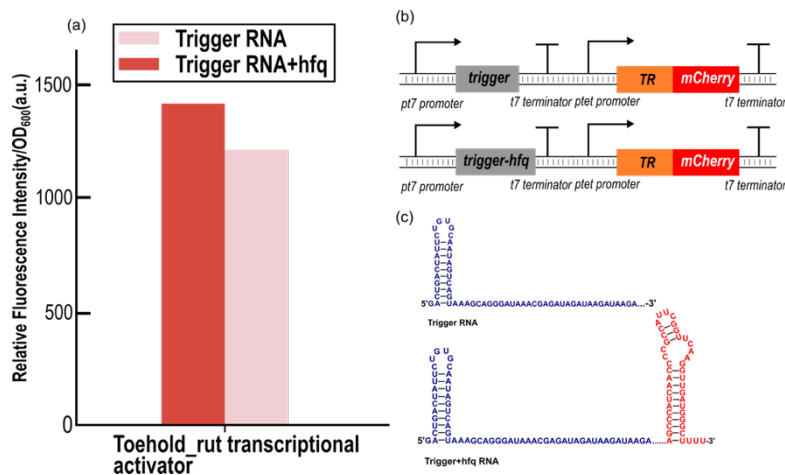 (a)
Trigger RNA
Trigger RNA+hfq
Relative Fluorescence Intensity/OD₆₀₀(a.u.)
1500
1000
500
0
Toehold_rut transcriptional
activator
(b)
trigger
TR
mCherry
pt7 promoter
t7 terminator
ptet promoter
t7 terminator
trigger-hfq
TR
mCherry
pt7 promoter
t7 terminator
ptet promoter
t7 terminator
(c)
5'GA
UAAAGCAGGGAUAAACGAGAUAGAUAAGAUAAGA...-3'
Trigger RNA
5'GA
UAAAGCAGGGAUAAACGAGAUAGAUAAGAUAAGA......
UUUU-3'
Trigger+hfq RNA